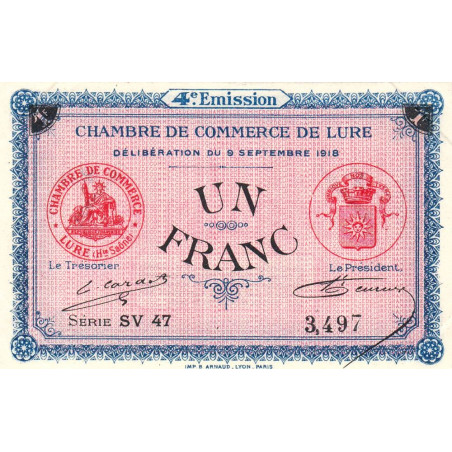 4e Emission
1 1
CHAMBRE DE COMMERCE DE LURE
DÉLIBÉRATION DU 9 SEPTEMBRE 1918
CHAMBRE DE COMMERCE
LURE (Hte Saône)
UN
FRANC
Le Trésorier
Le Président,
SÉRIE SV 47
3,497
IMP. B. ARNAUD, LYON, PARIS